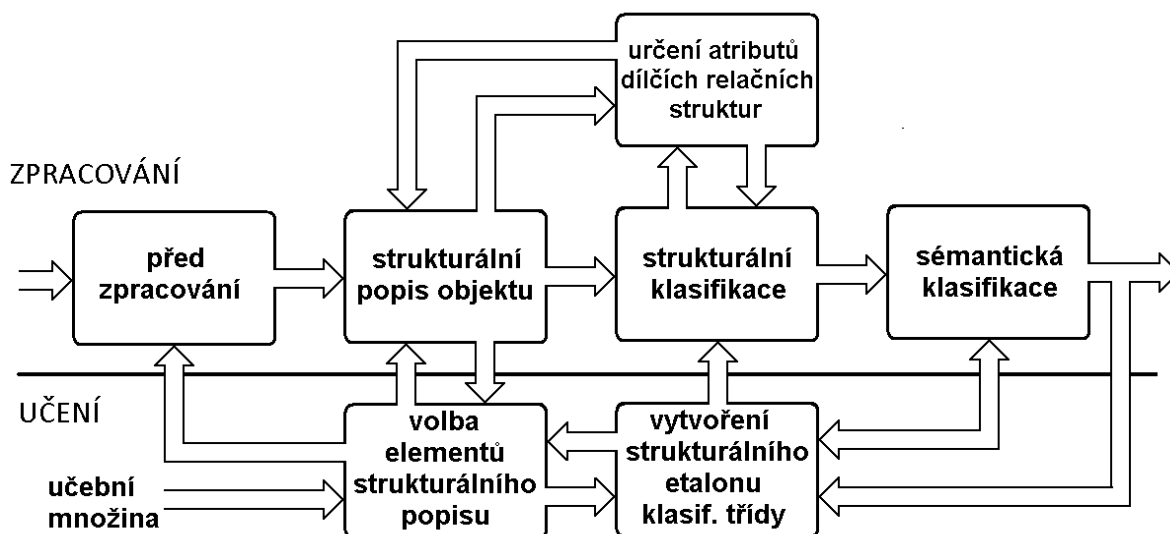 určení atributů
dílčích relačních
struktur
ZPRACOVÁNÍ
před
zpracování
strukturální
popis objektu
strukturální
klasifikace
sémantická
klasifikace
UČENÍ
učební
množina
volba
elementů
strukturálního
popisu
vytvoření
strukturálního
etalonu
klasif. třídy